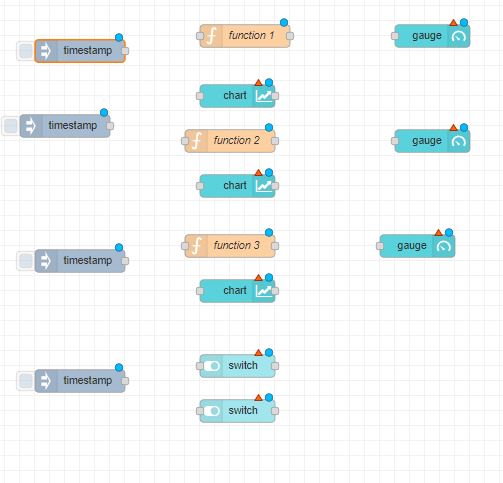 timestamp
function 1
gauge
chart
timestamp
function 2
gauge
chart
timestamp
function 3
gauge
chart
timestamp
switch
switch